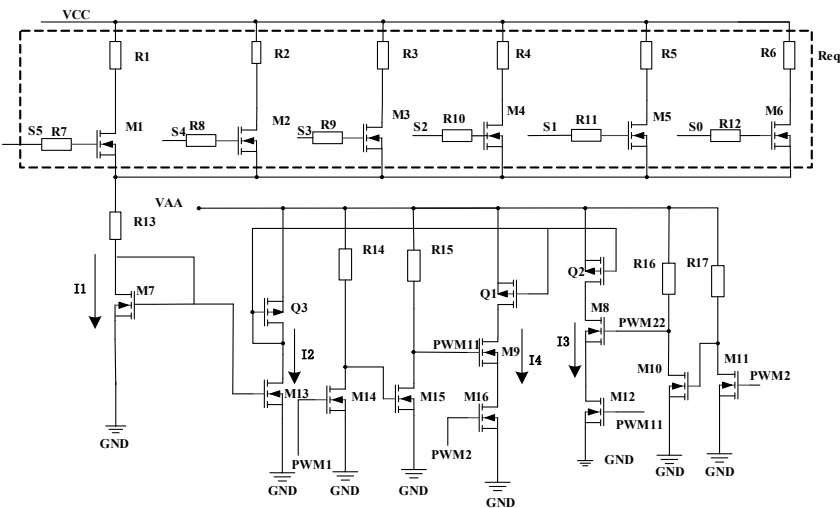 VCC
R1 R2 R3 R4 R5 R6 Req
S5 R7 M1 S4 R8 M2 S3 R9 M3 S2 R10 M4 S1 R11 M5 S0 R12 M6
R13 VAA
R14 R15 R16 R17
I1 M7 Q3 Q1 Q2 M8
I2 PWM11 M9 I4 I3 PWM22
M13 M14 M15 M16 M12 M10 M11
PWM2 PWM11 PWM2
PWM1
GND GND GND GND GND GND GND GND